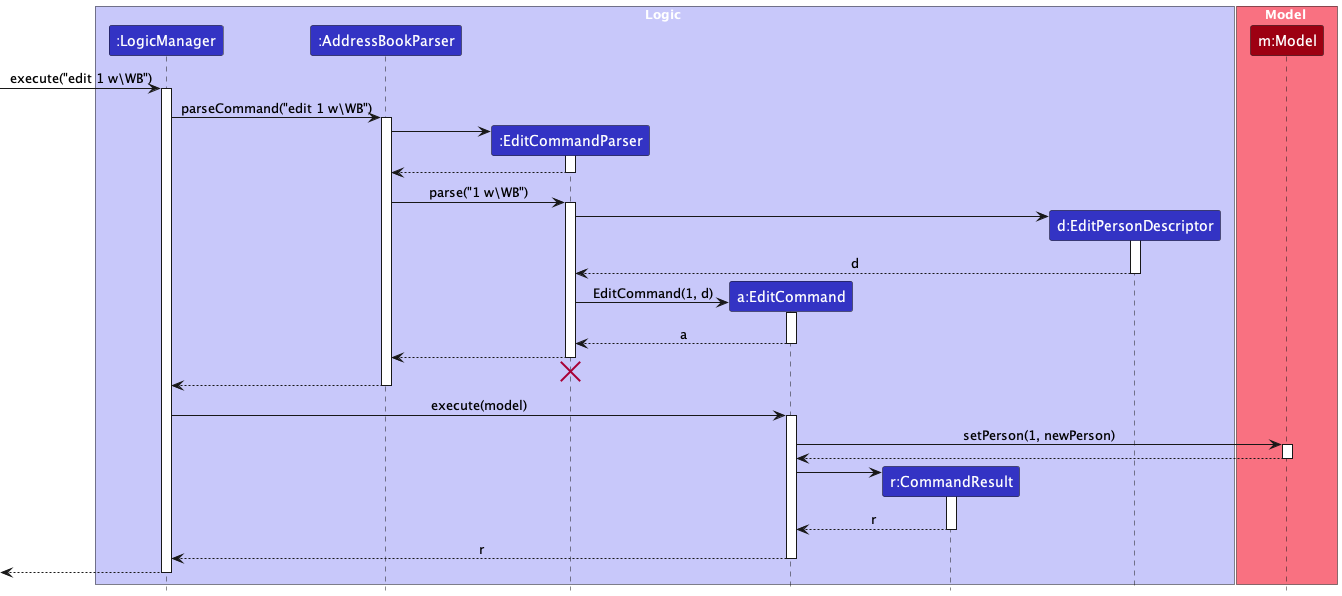 Logic
Model
:LogicManager
:AddressBookParser
m:Model
execute("edit 1 w\WB")
parseCommand("edit 1 w\WB")
:EditCommandParser
parse("1 w\WB")
d:EditPersonDescriptor
d
EditCommand(1, d)
a:EditCommand
a
execute(model)
setPerson(1, newPerson)
r:CommandResult
r
r